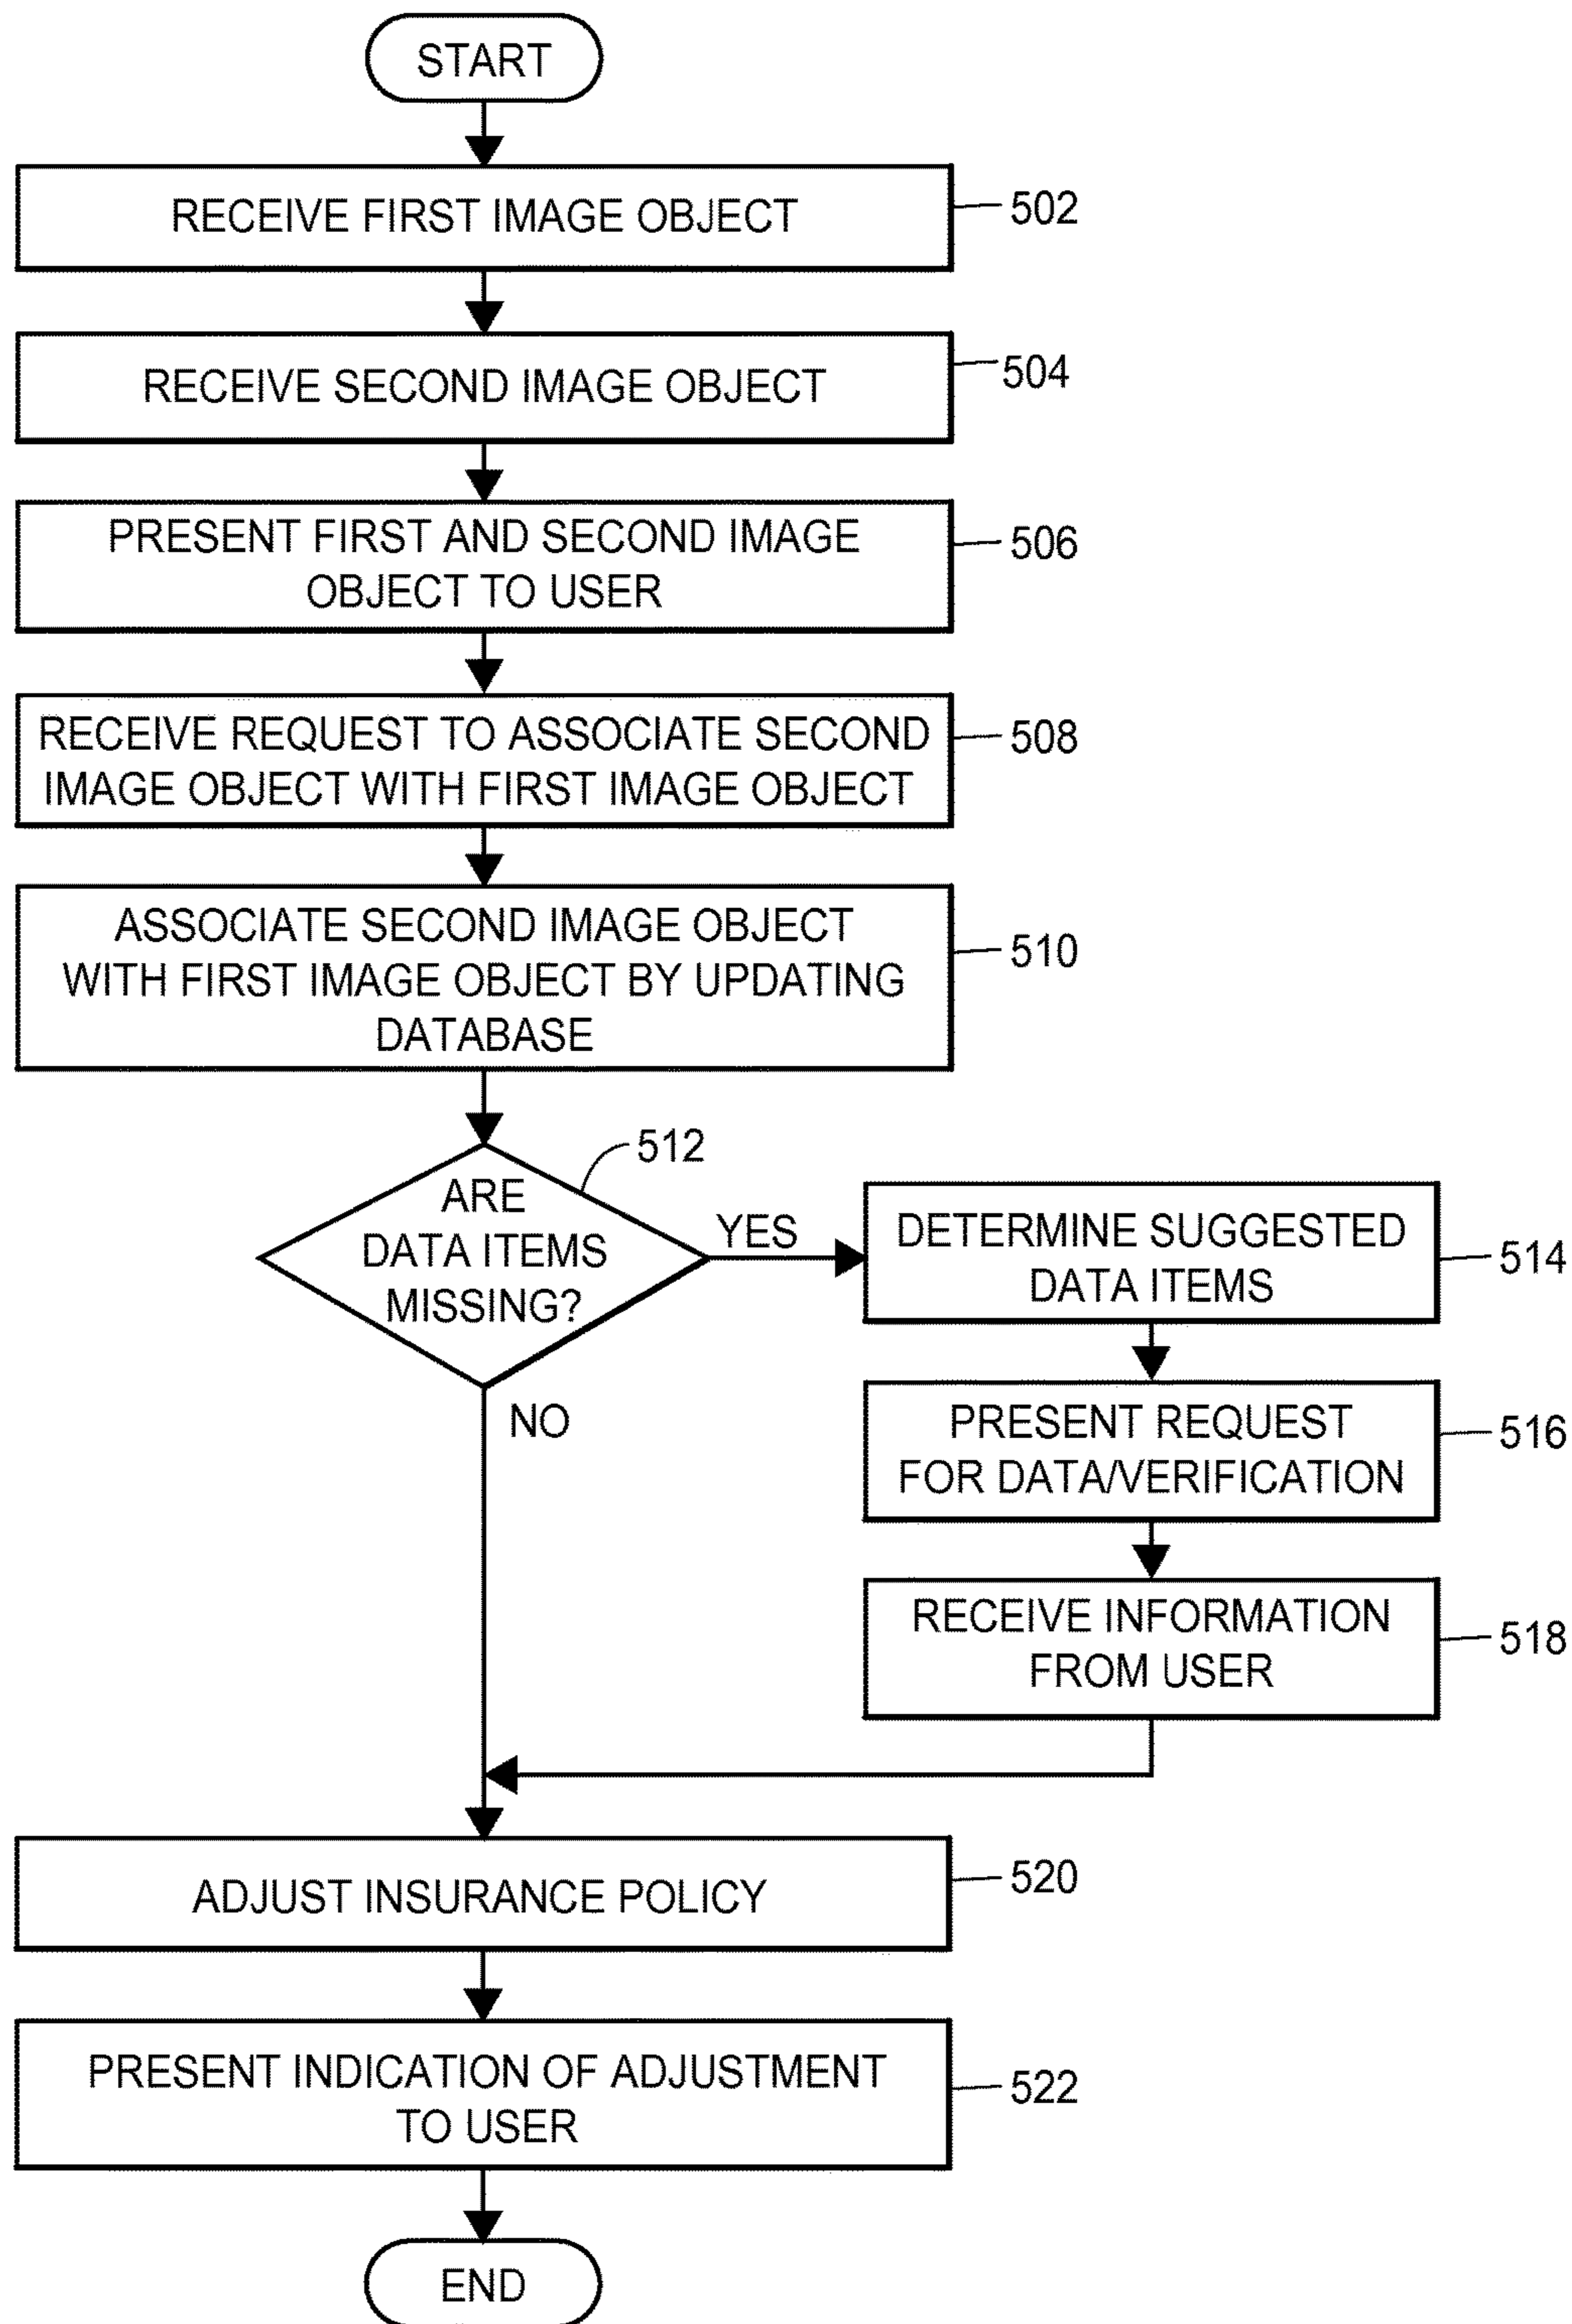 START
RECEIVE FIRST IMAGE OBJECT
502
RECEIVE SECOND IMAGE OBJECT
504
PRESENT FIRST AND SECOND IMAGE
OBJECT TO USER
506
RECEIVE REQUEST TO ASSOCIATE SECOND
IMAGE OBJECT WITH FIRST IMAGE OBJECT
508
ASSOCIATE SECOND IMAGE OBJECT
WITH FIRST IMAGE OBJECT BY UPDATING
DATABASE
510
ARE
DATA ITEMS
MISSING?
512
YES
DETERMINE SUGGESTED
DATA ITEMS
514
PRESENT REQUEST
FOR DATA/VERIFICATION
516
RECEIVE INFORMATION
FROM USER
518
NO
ADJUST INSURANCE POLICY
520
PRESENT INDICATION OF ADJUSTMENT
TO USER
522
END